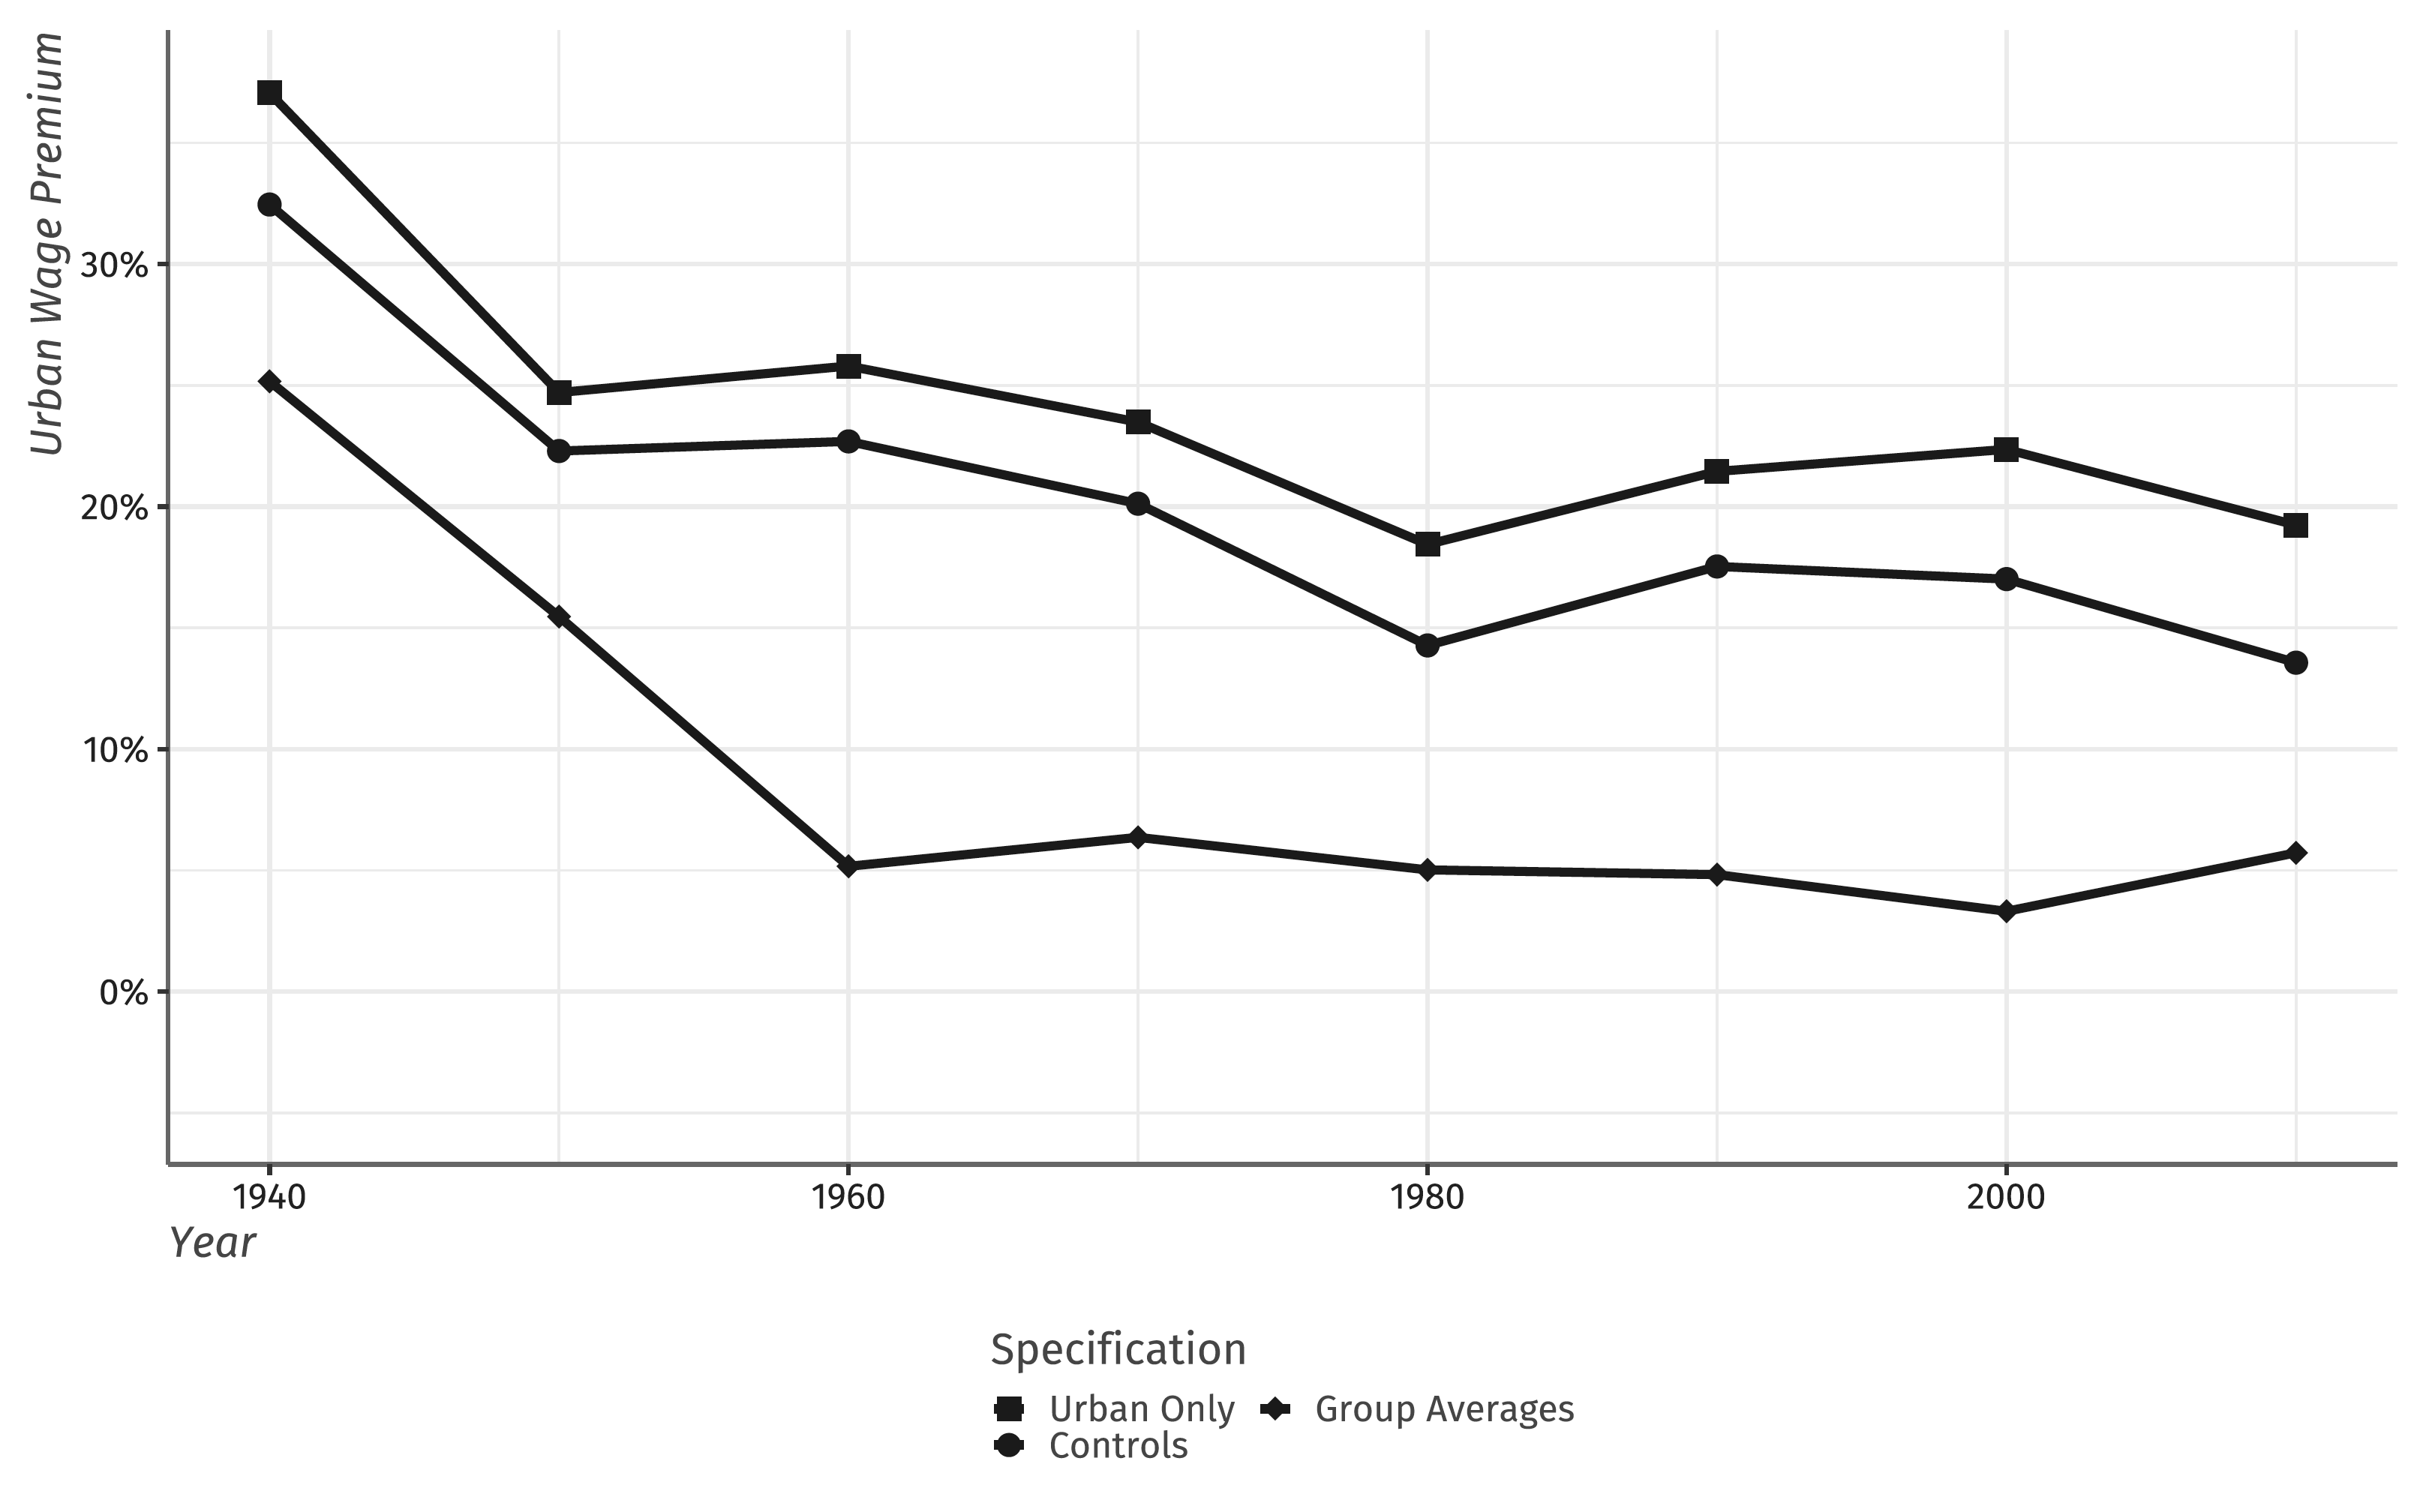 Urban Wage Premium
30%
20%
10%
0%
1940 1960 1980 2000
Year
Specification
Urban Only Group Averages
Controls